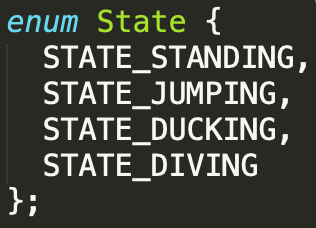 enum State {
  STATE_STANDING,
  STATE_JUMPING,
  STATE_DUCKING,
  STATE_DIVING
};